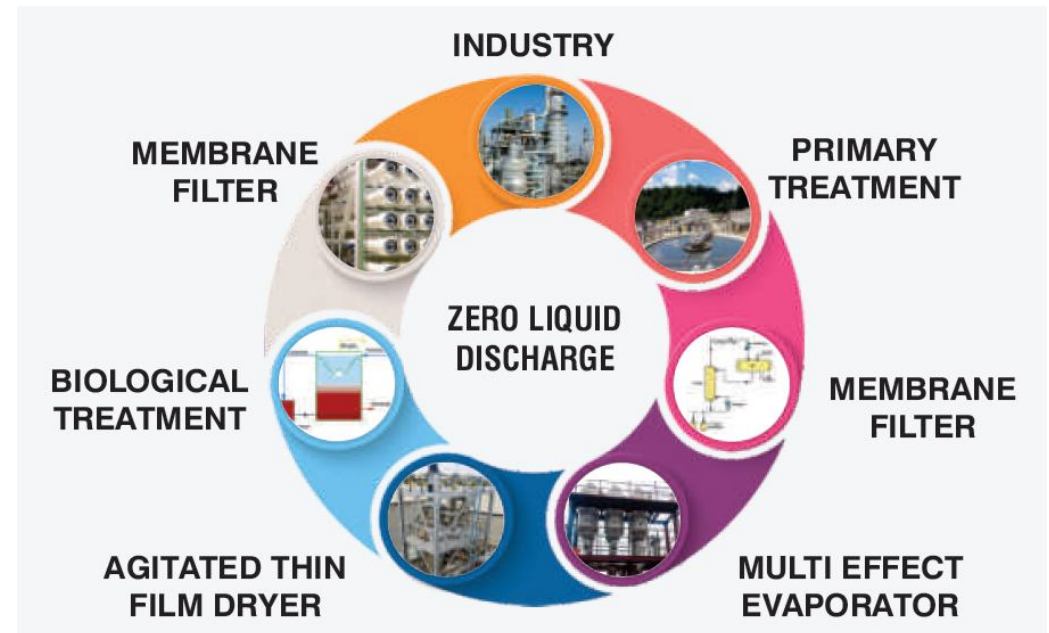 INDUSTRY
PRIMARY
TREATMENT
MEMBRANE
FILTER
MULTI EFFECT
EVAPORATOR
AGITATED THIN
FILM DRYER
BIOLOGICAL
TREATMENT
MEMBRANE
FILTER
ZERO LIQUID
DISCHARGE